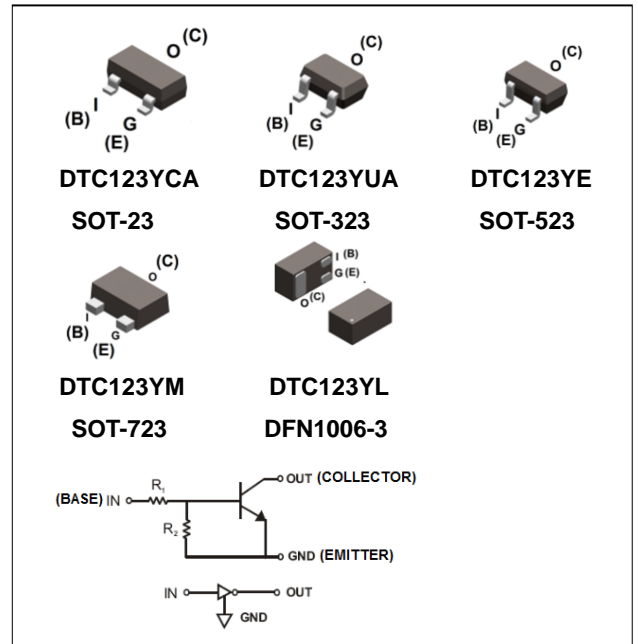 O (C)
I
(B)
G
(E)
DTC123YCA
SOT-23
O (C)
I
(B)
G
(E)
DTC123YUA
SOT-323
O (C)
I
(B)
G
(E)
DTC123YE
SOT-523
(C)
O
I
(B)
G
(E)
DTC123YM
SOT-723
I (B)
G (E)
O (C)
DTC123YL
DFN1006-3
OUT (COLLECTOR)
(BASE) IN R₁
R₂
GND (EMITTER)
IN OUT
GND